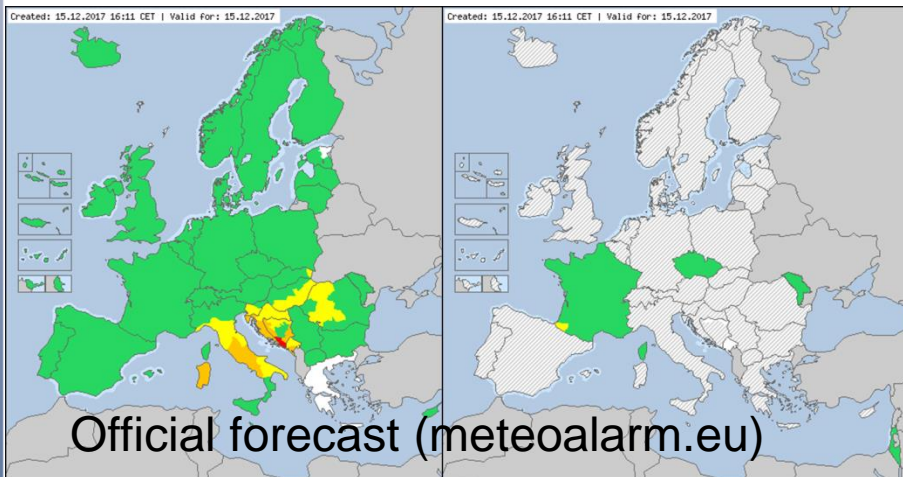 Created: 15.12.2017 16:11 CET | Valid for: 15.12.2017
Created: 15.12.2017 16:11 CET | Valid for: 15.12.2017
Official forecast (meteoalarm.eu)